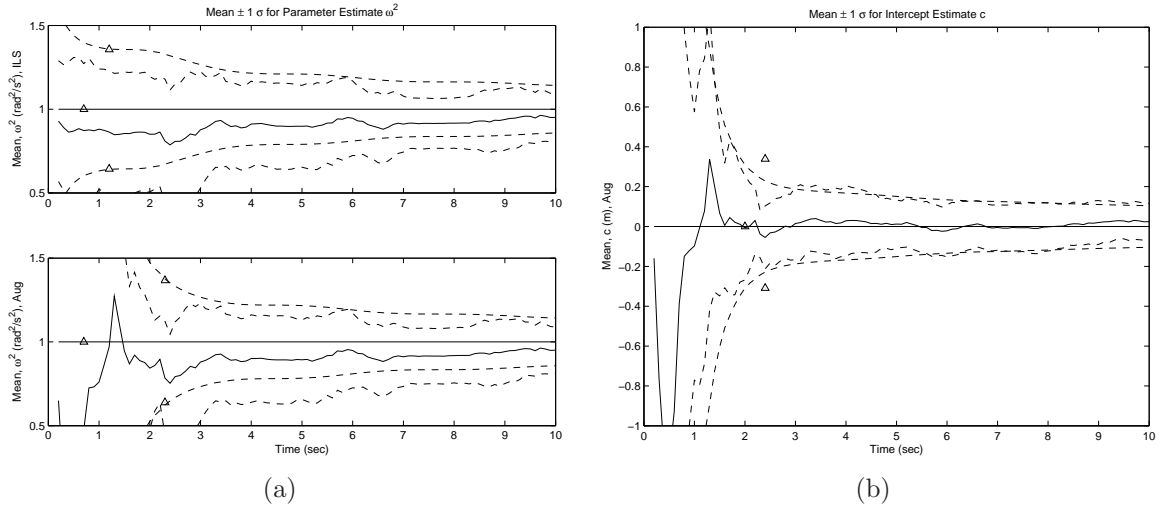 Mean ± 1 σ for Parameter Estimate ω²
Mean, ω² (rad²/s²), ILS
1.5
1
0.5
0 1 2 3 4 5 6 7 8 9 10
Mean, ω² (rad²/s²), Aug
1.5
1
0.5
0 1 2 3 4 5 6 7 8 9 10
Time (sec)
(a)
Mean ± 1 σ for Intercept Estimate c
Mean, c (m), Aug
1
0.8
0.6
0.4
0.2
0
−0.2
−0.4
−0.6
−0.8
−1
0 1 2 3 4 5 6 7 8 9 10
Time (sec)
(b)